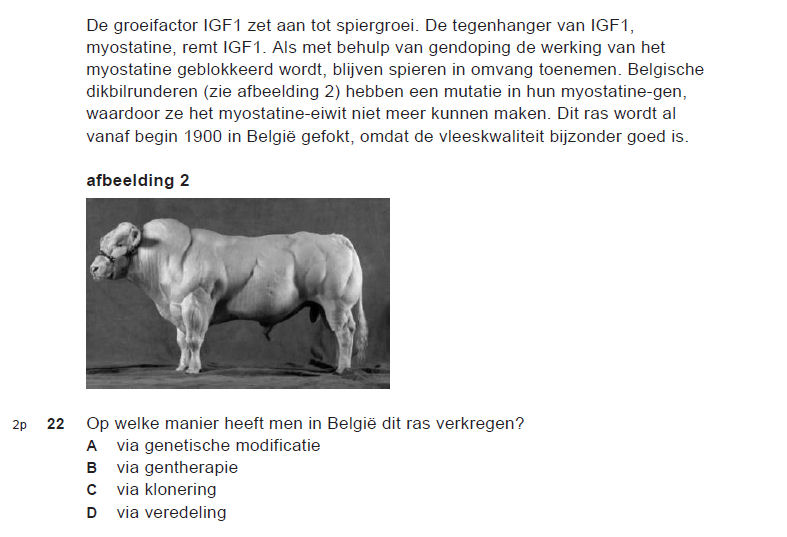 De groeifactor IGF1 zet aan tot spiergroei. De tegenhanger van IGF1,
myostatine, remt IGF1. Als met behulp van gendoping de werking van het
myostatine geblokkeerd wordt, blijven spieren in omvang toenemen. Belgische
dikbilrunderen (zie afbeelding 2) hebben een mutatie in hun myostatine-gen,
waardoor ze het myostatine-eiwit niet meer kunnen maken. Dit ras wordt al
vanaf begin 1900 in België gefokt, omdat de vleeskwaliteit bijzonder goed is.
afbeelding 2
2p 22 Op welke manier heeft men in België dit ras verkregen?
A via genetische modificatie
B via gentherapie
C via klonering
D via veredeling